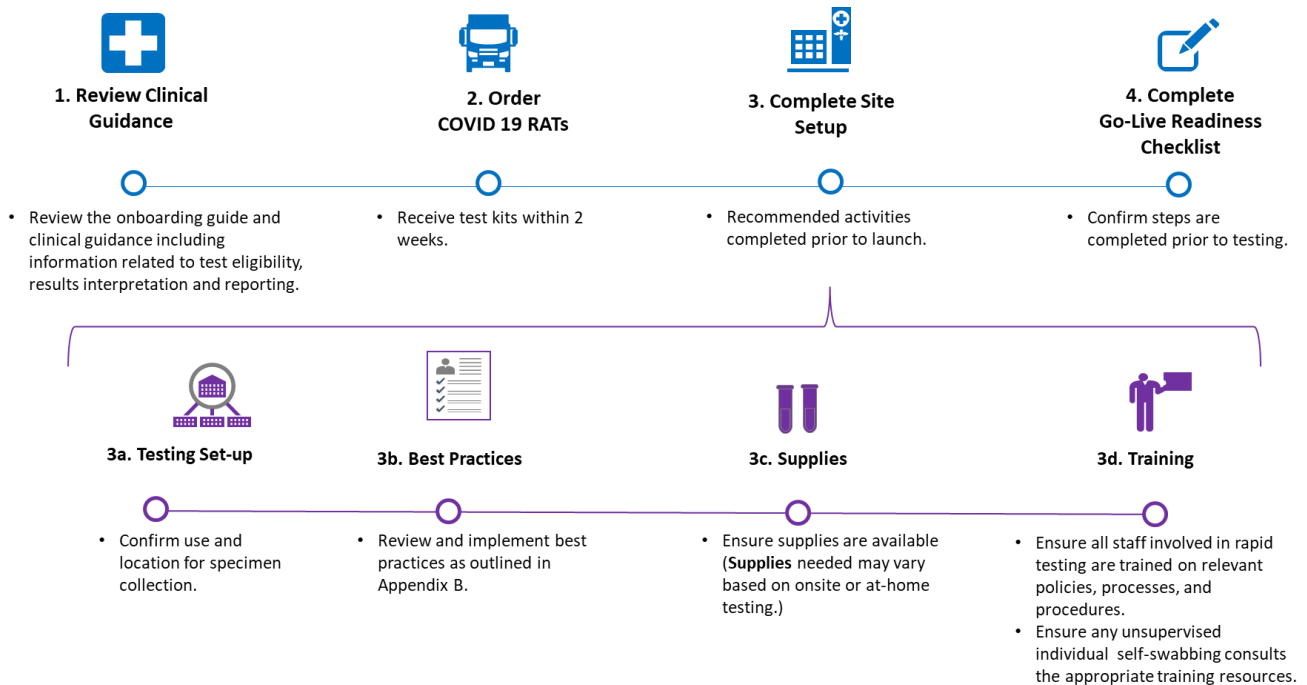 1. Review Clinical
Guidance
2. Order
COVID 19 RATs
3. Complete Site
Setup
4. Complete
Go-Live Readiness
Checklist
• Review the onboarding guide and
clinical guidance including
information related to test eligibility,
results interpretation and reporting.
• Receive test kits within 2
weeks.
• Recommended activities
completed prior to launch.
• Confirm steps are
completed prior to testing.
3a. Testing Set-up
3b. Best Practices
3c. Supplies
3d. Training
• Confirm use and
location for specimen
collection.
• Review and implement best
practices as outlined in
Appendix B.
• Ensure supplies are available
(Supplies needed may vary
based on onsite or at-home
testing.)
• Ensure all staff involved in rapid
testing are trained on relevant
policies, processes, and
procedures.
• Ensure any unsupervised
individual self-swabbing consults
the appropriate training resources.